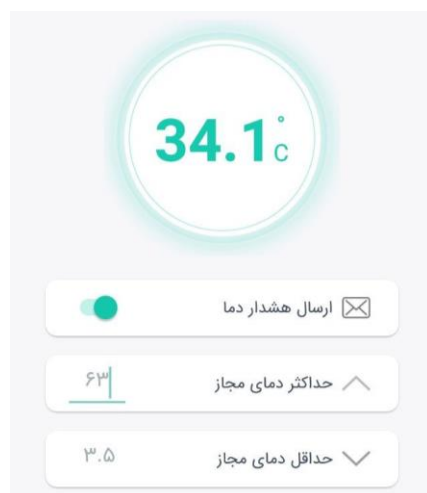 34.1°C
ارسال هشدار دما
حداکثر دمای مجاز ۶۳
حداقل دمای مجاز ۳.۵